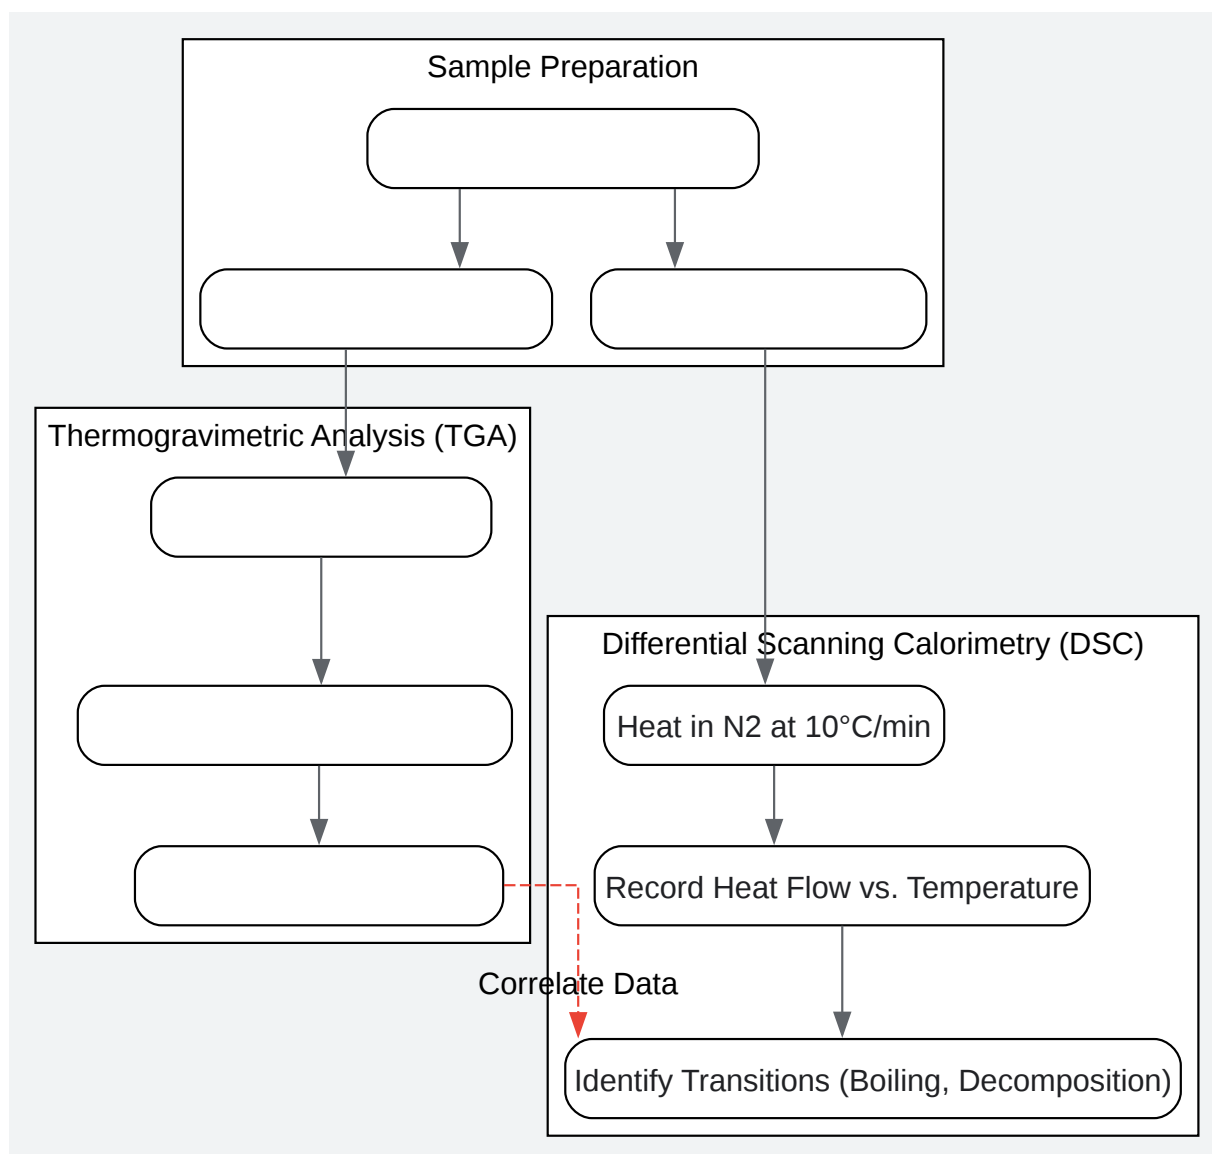 Sample Preparation
Thermogravimetric Analysis (TGA)
Differential Scanning Calorimetry (DSC)
Heat in N2 at 10°C/min
Record Heat Flow vs. Temperature
Correlate Data
Identify Transitions (Boiling, Decomposition)